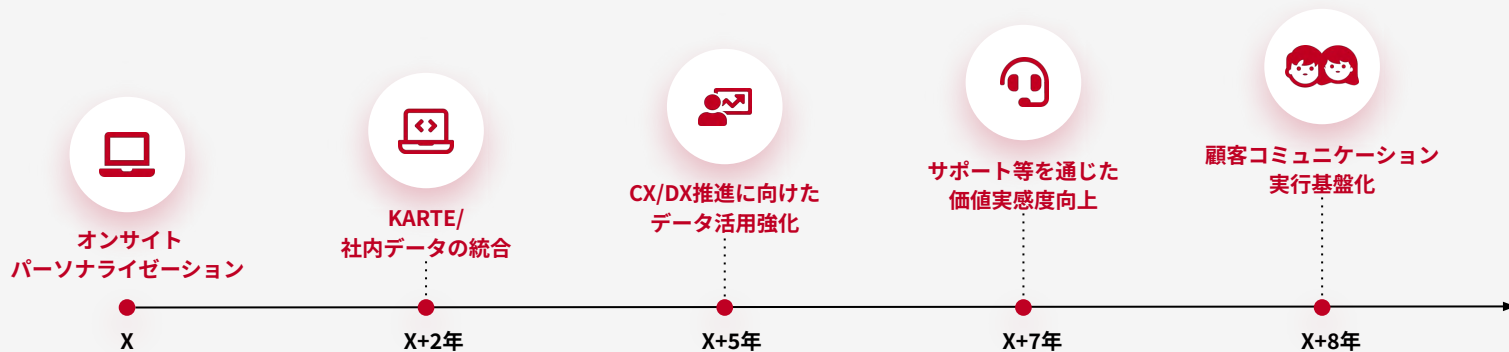 オンサイト
パーソナライゼーション
KARTE/
社内データの統合
CX/DX推進に向けた
データ活用強化
サポート等を通じた
価値実感度向上
顧客コミュニケーション
実行基盤化
X
X+2年
X+5年
X+7年
X+8年